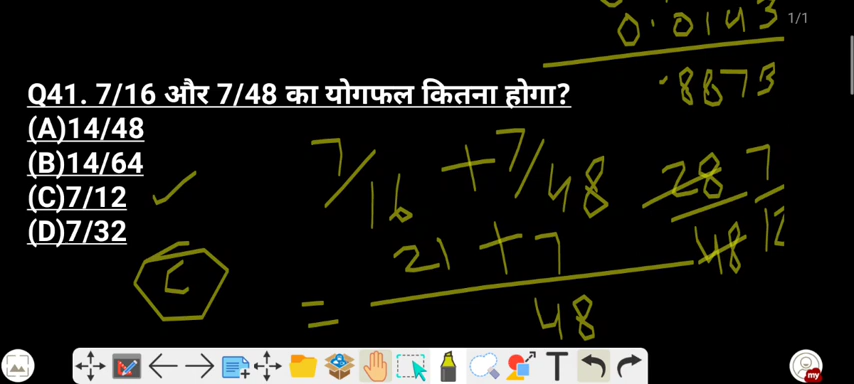 0.0143
1/1
.8873
Q41. 7/16 और 7/48 का योगफल कितना होगा?
(A)14/48
(B)14/64
(C)7/12
(D)7/32
7/16 + 7/48
28 7
48 12
21 + 7
= 48
C
T
my